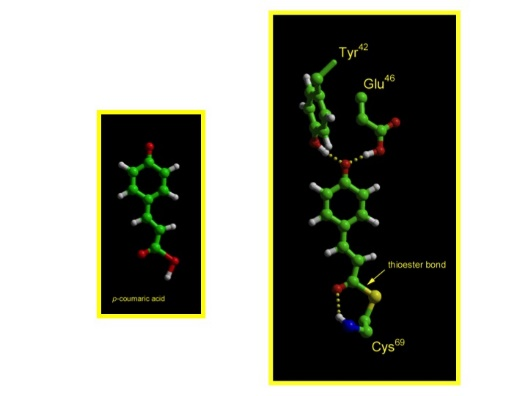 Tyr42
Glu46
thioester bond
p-coumaric acid
Cys69